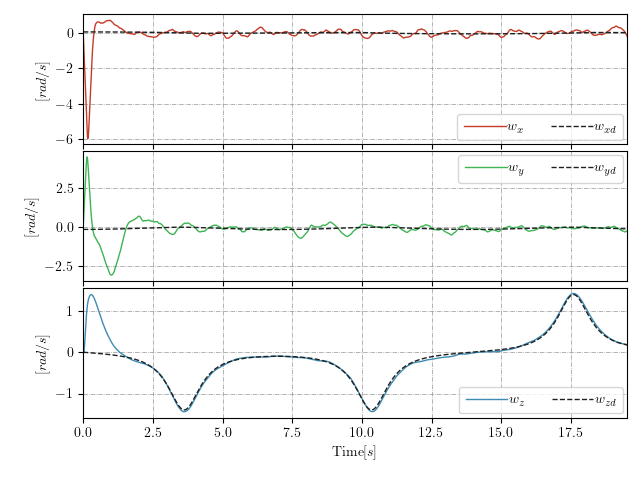 0
−2
−4
−6
[rad/s]
w_x w_xd
2.5
0.0
−2.5
[rad/s]
w_y w_yd
1
0
−1
[rad/s]
w_z w_zd
0.0 2.5 5.0 7.5 10.0 12.5 15.0 17.5
Time[s]